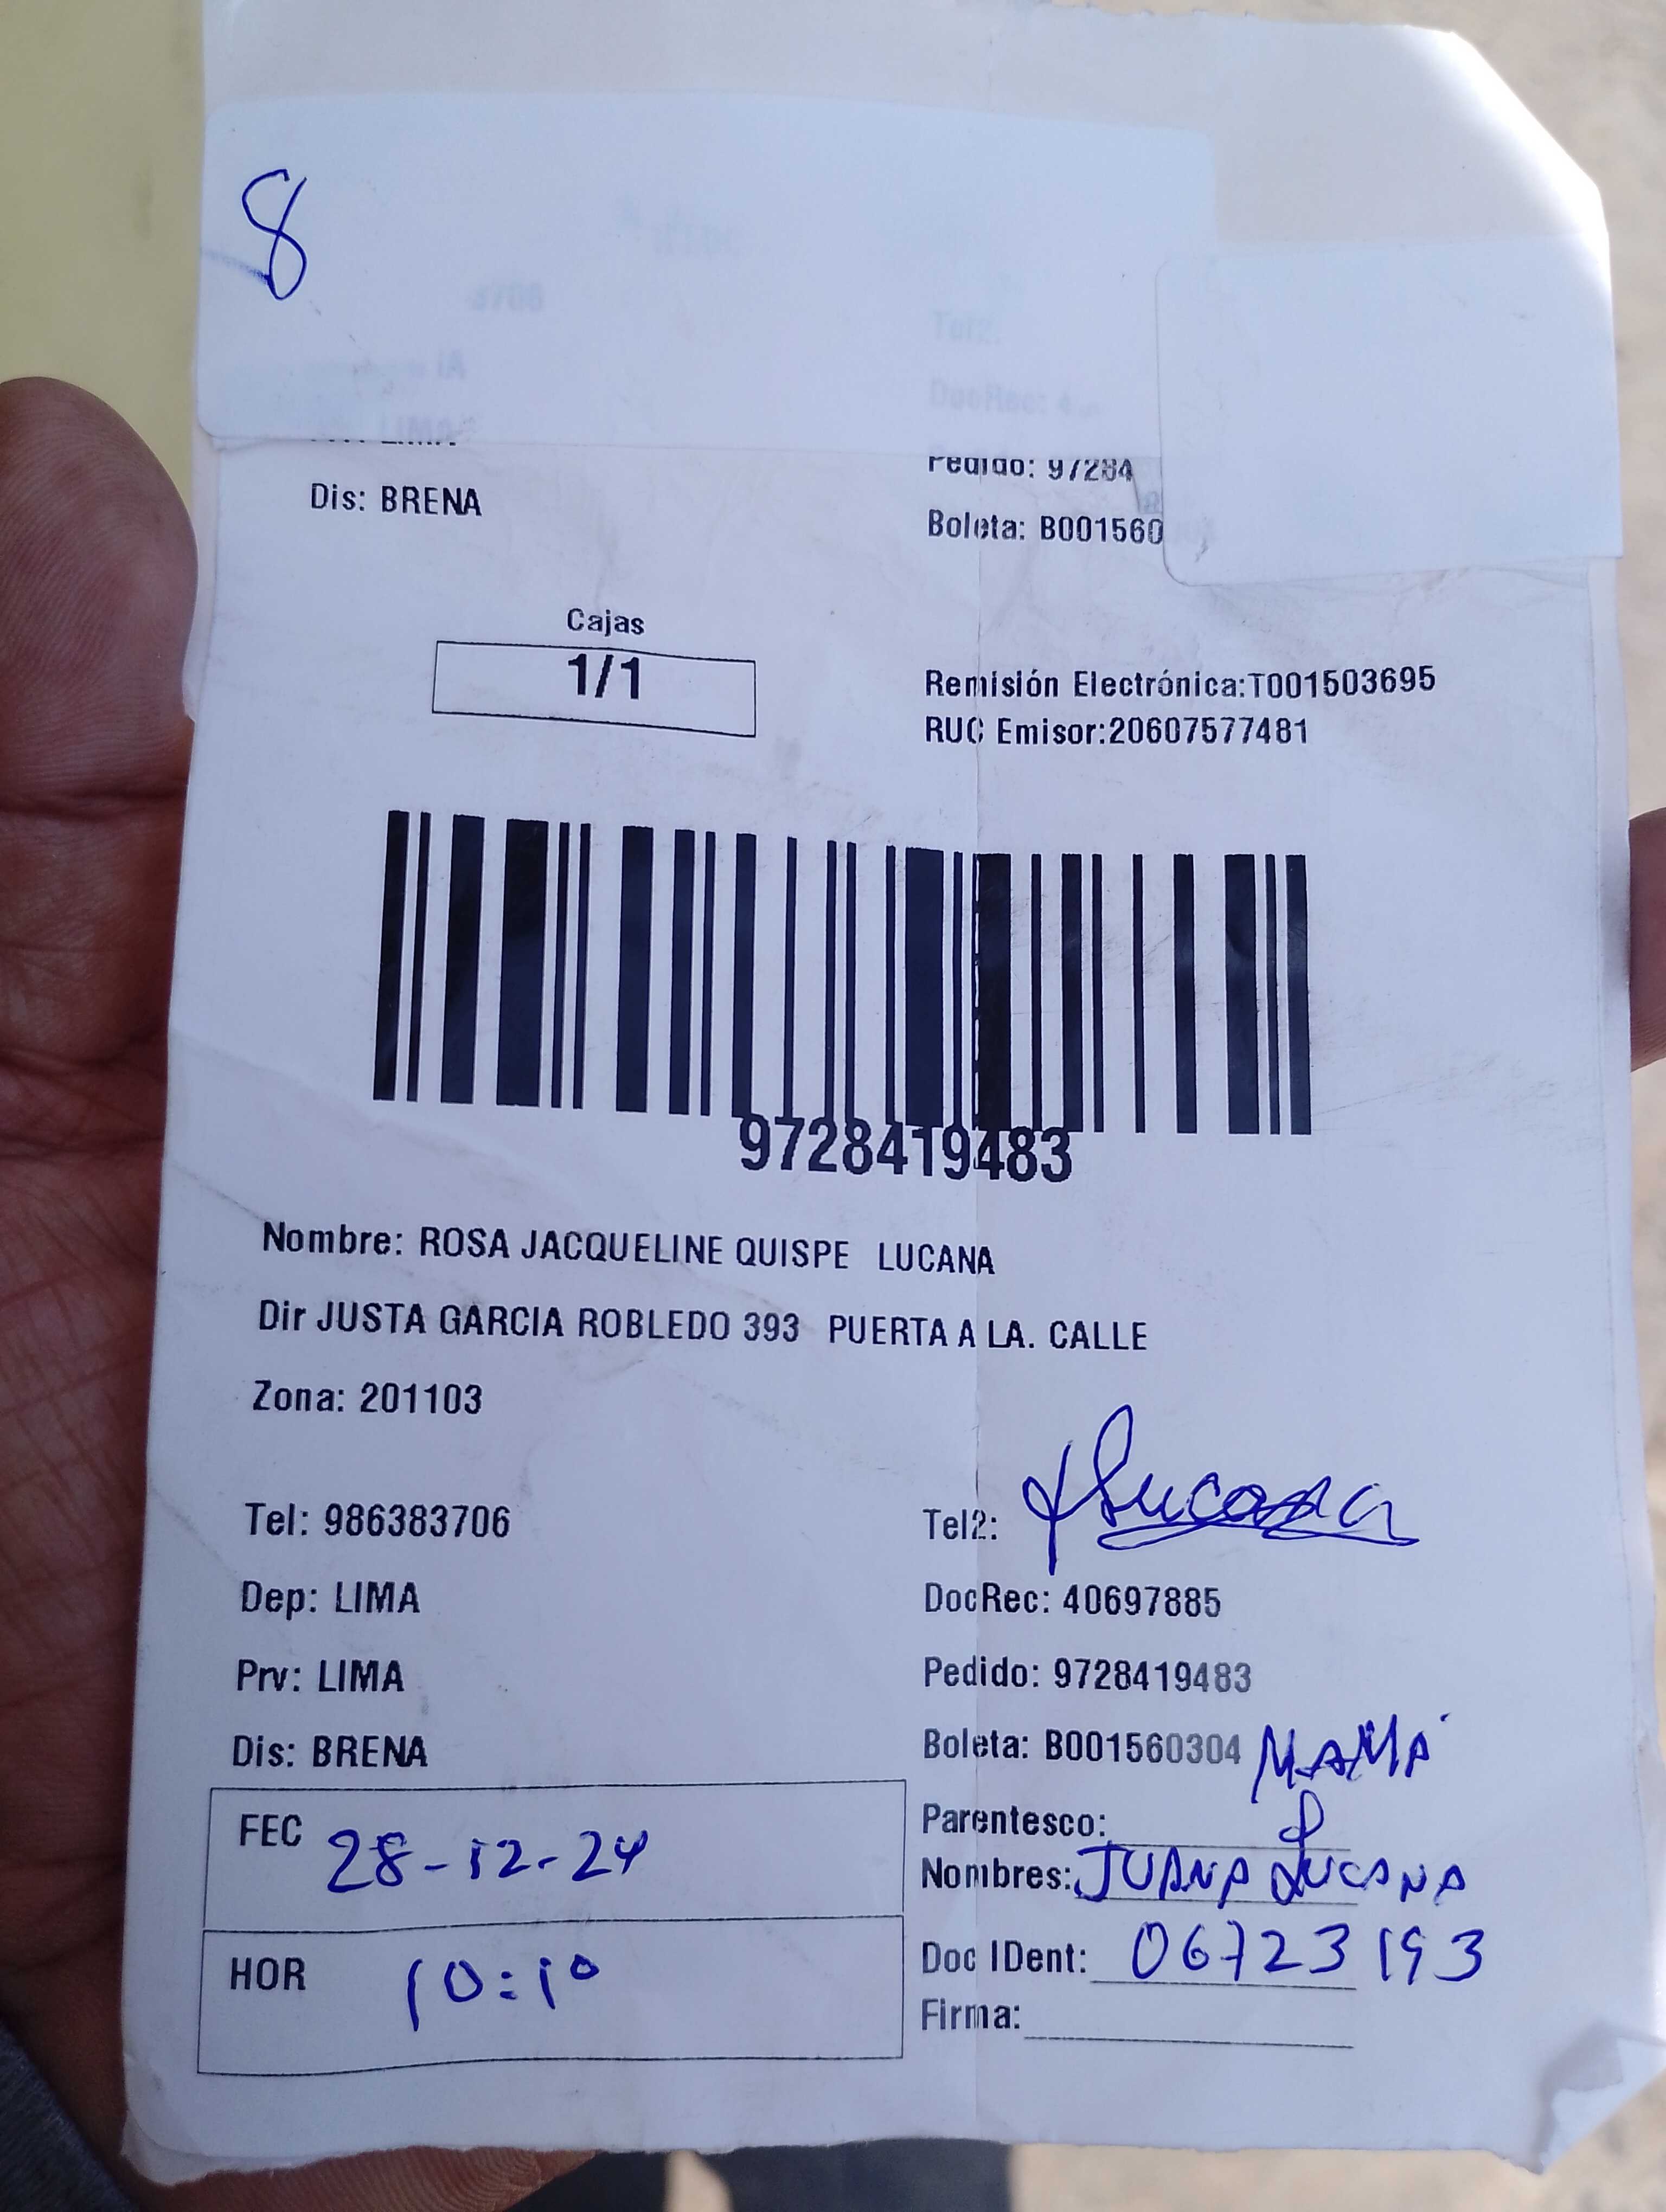 8
Dis: BRENA
Pedido: 97284
Boleta: B001560
Cajas
1/1
Remisión Electrónica:T001503695
RUC Emisor:20607577481
9728419483
Nombre: ROSA JACQUELINE QUISPE LUCANA
Dir JUSTA GARCIA ROBLEDO 393 PUERTA A LA. CALLE
Zona: 201103
Tel: 986383706
Tel2: Lucana
Dep: LIMA
DocRec: 40697885
Prv: LIMA
Pedido: 9728419483
Dis: BRENA
Boleta: B001560304
MAMÁ
Parentesco:
FEC 28-12-24
Nombres: JUANA LUCANA
HOR 10:10
Doc IDent: 06723193
Firma: